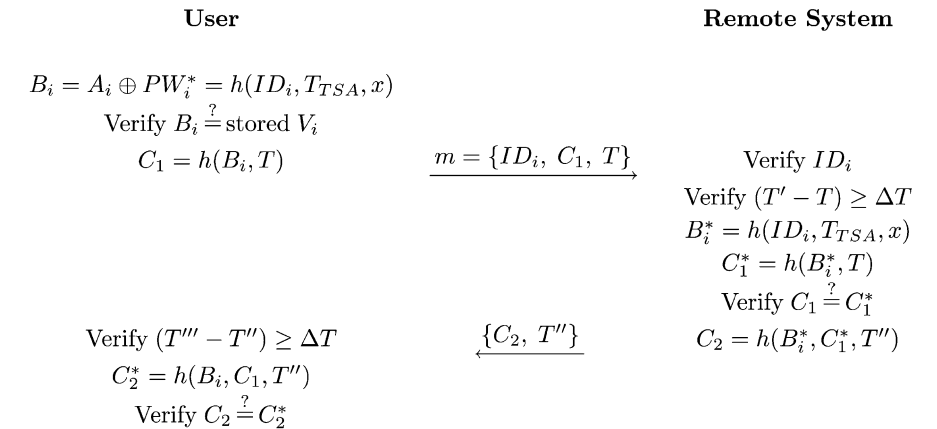 User Remote System
B_i = A_i ⊕ PW_i^* = h(ID_i, T_{TSA}, x)
Verify B_i ≟ stored V_i
C_1 = h(B_i, T) m = {ID_i, C_1, T} Verify ID_i
Verify (T′ − T) ≥ ΔT
B_i^* = h(ID_i, T_{TSA}, x)
C_1^* = h(B_i^*, T)
Verify C_1 ≟ C_1^*
Verify (T‴ − T″) ≥ ΔT {C_2, T″} C_2 = h(B_i^*, C_1^*, T″)
C_2^* = h(B_i, C_1, T″)
Verify C_2 ≟ C_2^*